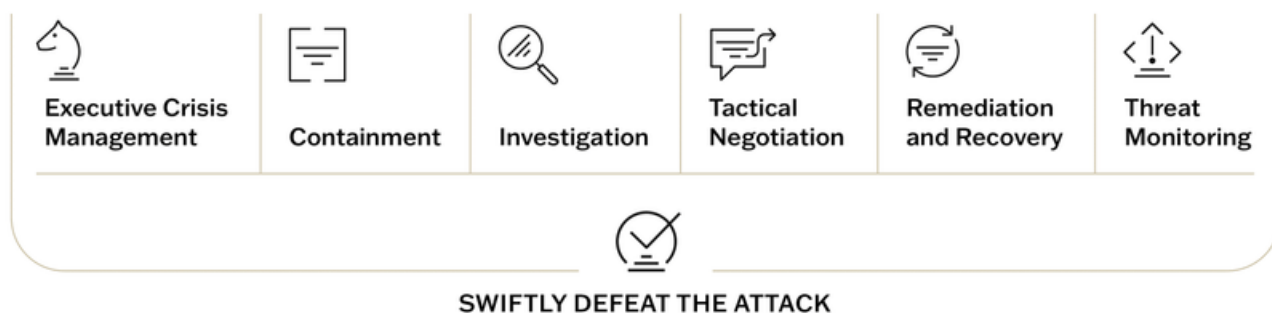 Executive Crisis
Management
Containment
Investigation
Tactical
Negotiation
Remediation
and Recovery
Threat
Monitoring
SWIFTLY DEFEAT THE ATTACK